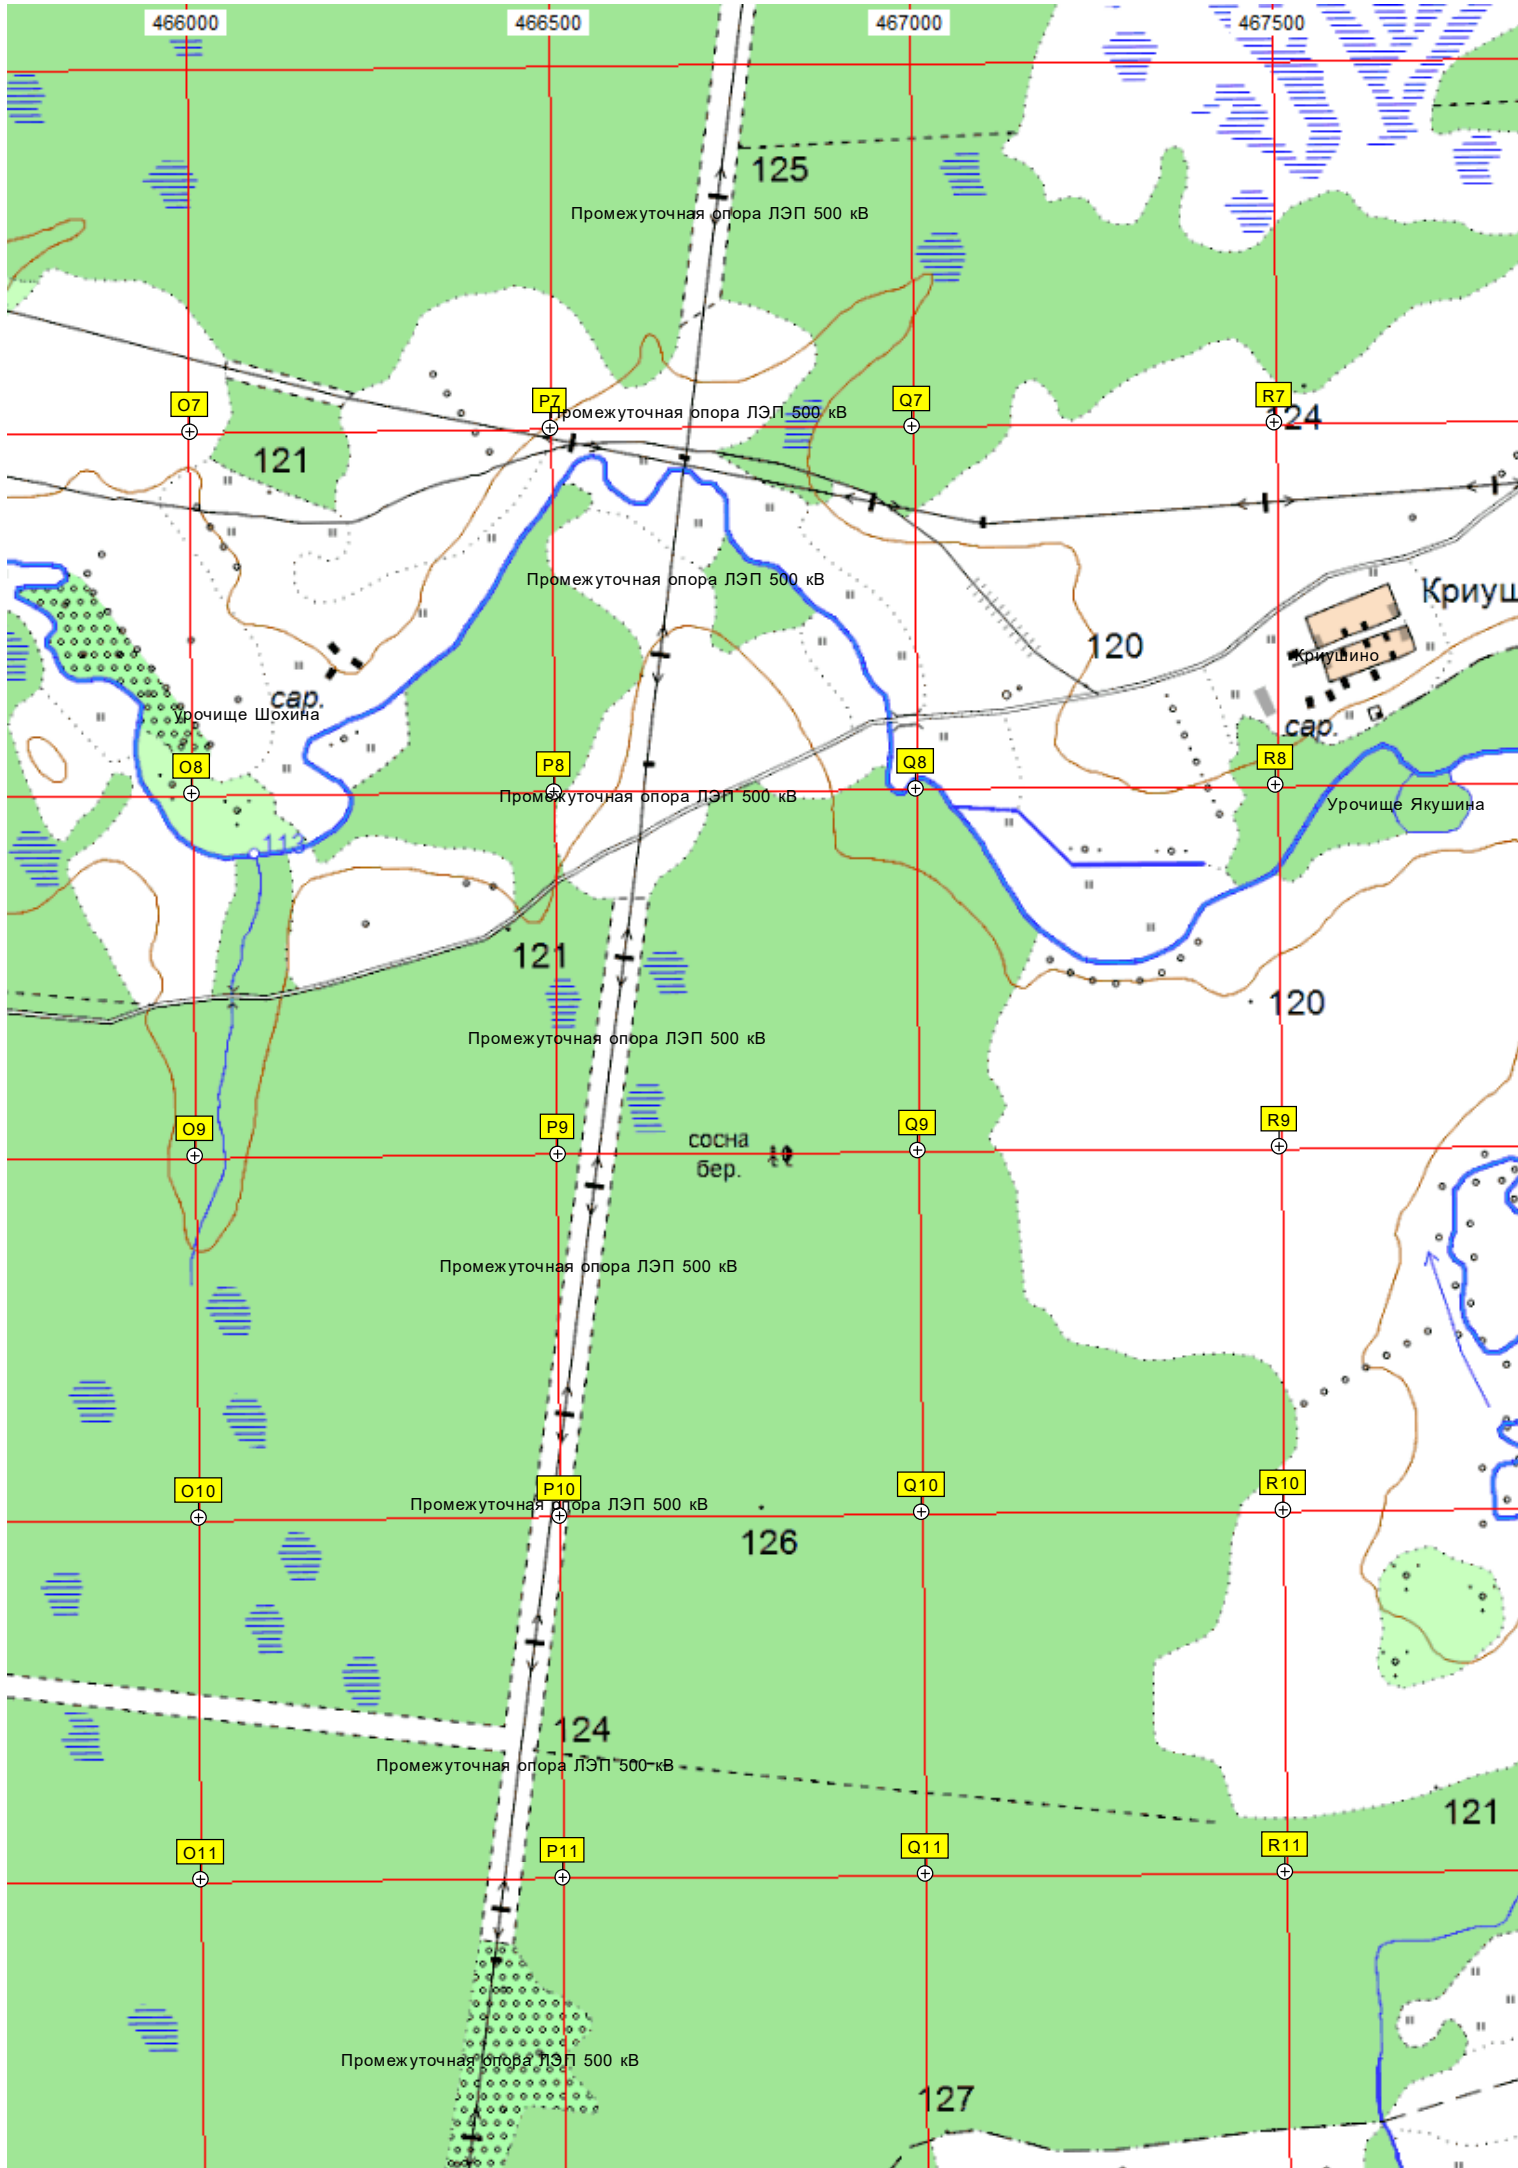 466000 466500 467000 467500
125
Промежуточная опора ЛЭП 500 кВ
O7 P7 Q7 R7
Промежуточная опора ЛЭП 500 кВ
124
121
Промежуточная опора ЛЭП 500 кВ
Криуш
120
Криушино
сар.
урочище Шохина
сар.
O8 P8 Q8 R8
Промежуточная опора ЛЭП 500 кВ
Урочище Якушина
113
121
120
Промежуточная опора ЛЭП 500 кВ
O9 P9 Q9 R9
сосна
бер.
Промежуточная опора ЛЭП 500 кВ
O10 P10 Q10 R10
Промежуточная опора ЛЭП 500 кВ
126
124
Промежуточная опора ЛЭП 500 кВ
121
O11 P11 Q11 R11
Промежуточная опора ЛЭП 500 кВ
127